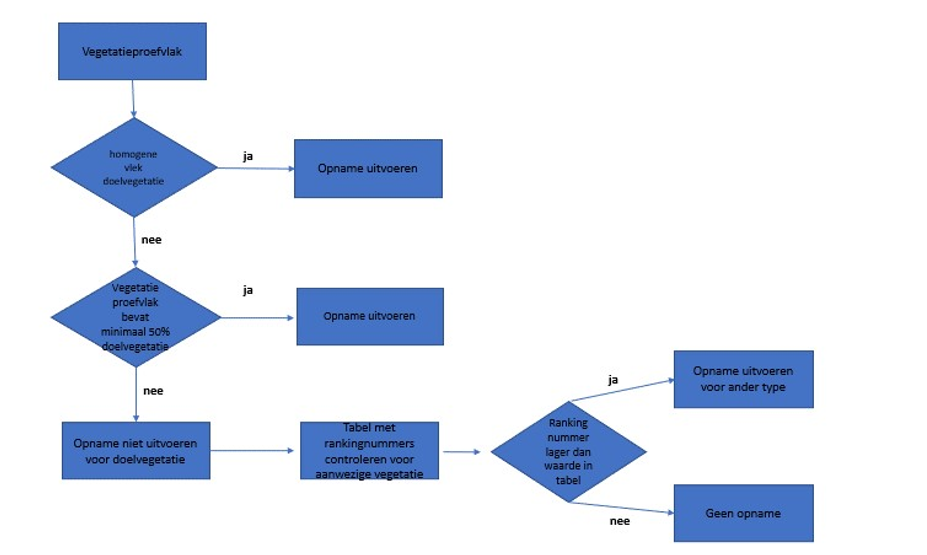 Vegetatieproefvlak
homogene
vlek
doelvegetatie
ja
Opname uitvoeren
nee
Vegetatie
proefvlak
bevat
minimaal 50%
doelvegetatie
ja
Opname uitvoeren
nee
Opname niet uitvoeren
voor doelvegetatie
Tabel met
rankingnummers
controleren voor
aanwezige vegetatie
Ranking
nummer
lager dan
waarde in
tabel
ja
Opname uitvoeren
voor ander type
nee
Geen opname